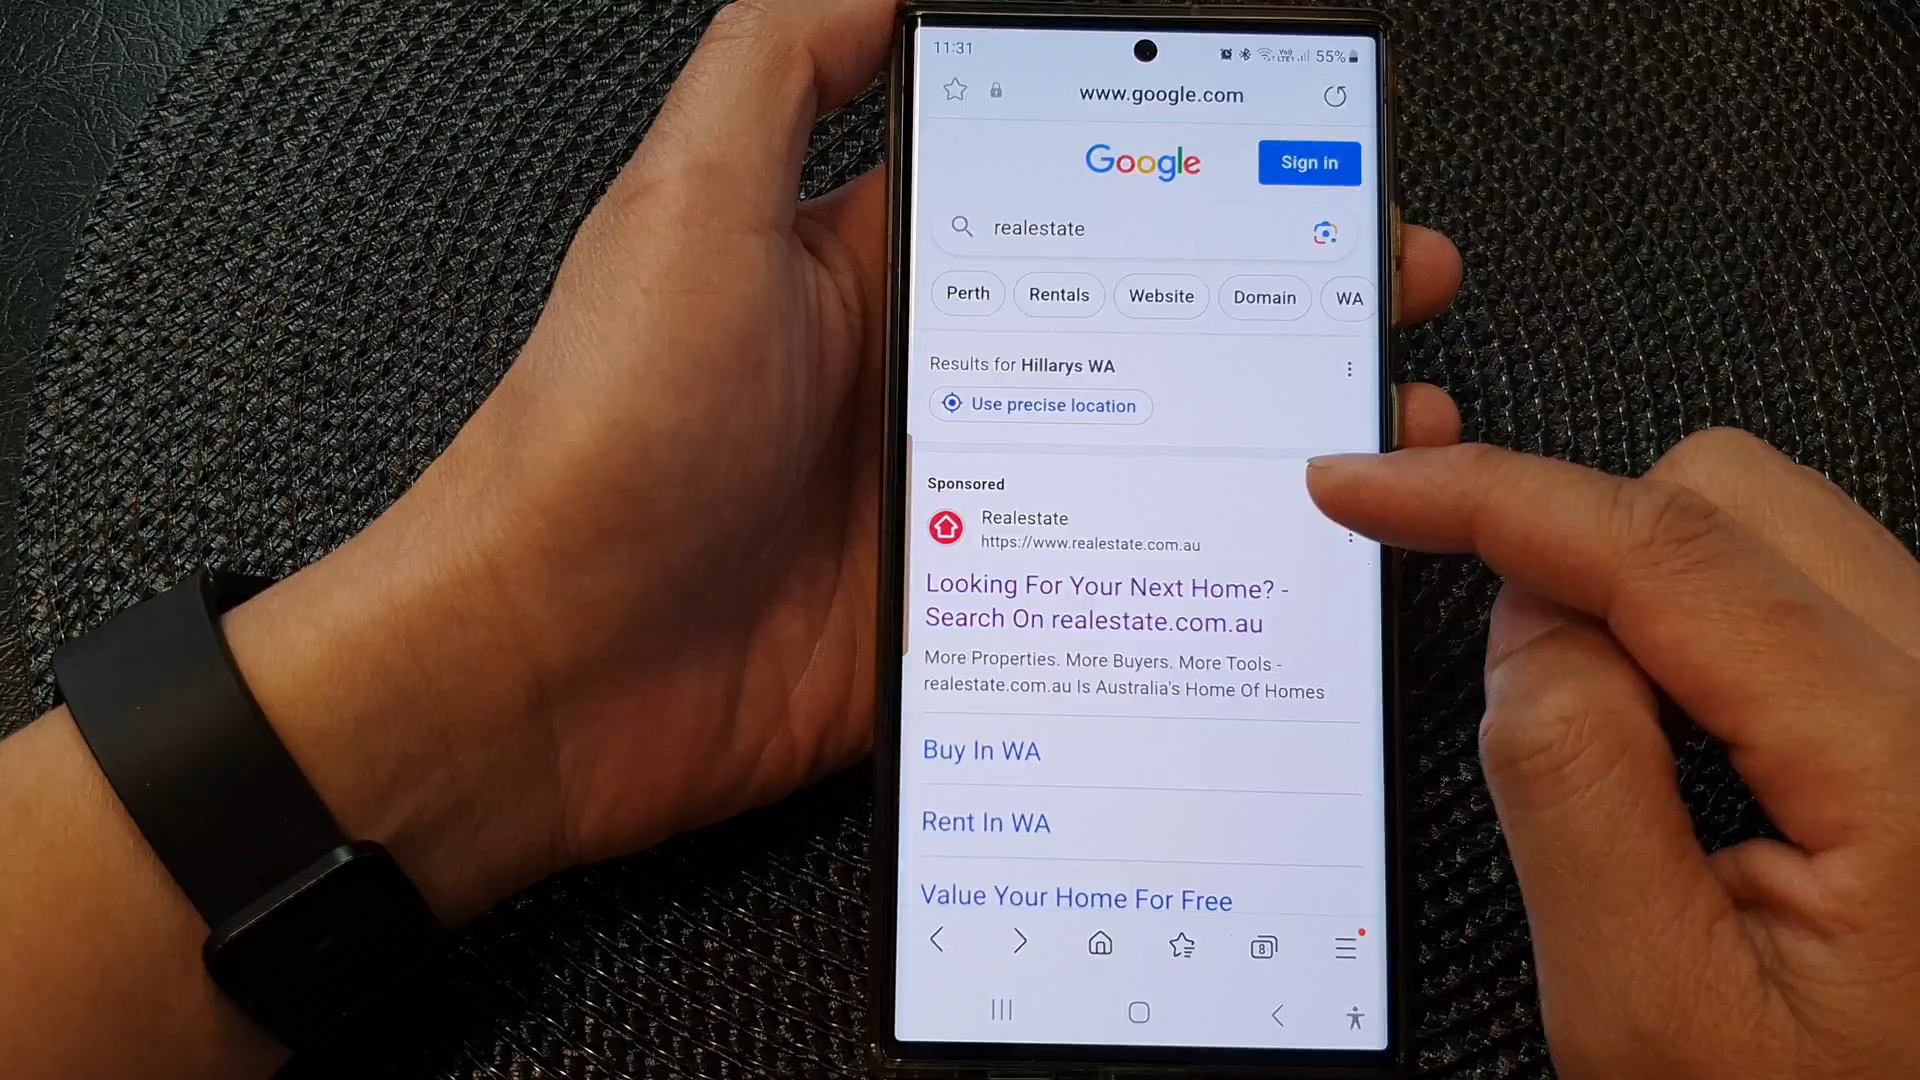 11:31
Vo)) LTE1 55%
www.google.com
Google
Sign in
realestate
Perth
Rentals
Website
Domain
WA
Results for Hillarys WA
Use precise location
Sponsored
Realestate
https://www.realestate.com.au
Looking For Your Next Home? -
Search On realestate.com.au
More Properties. More Buyers. More Tools -
realestate.com.au Is Australia's Home Of Homes
Buy In WA
Rent In WA
Value Your Home For Free
8